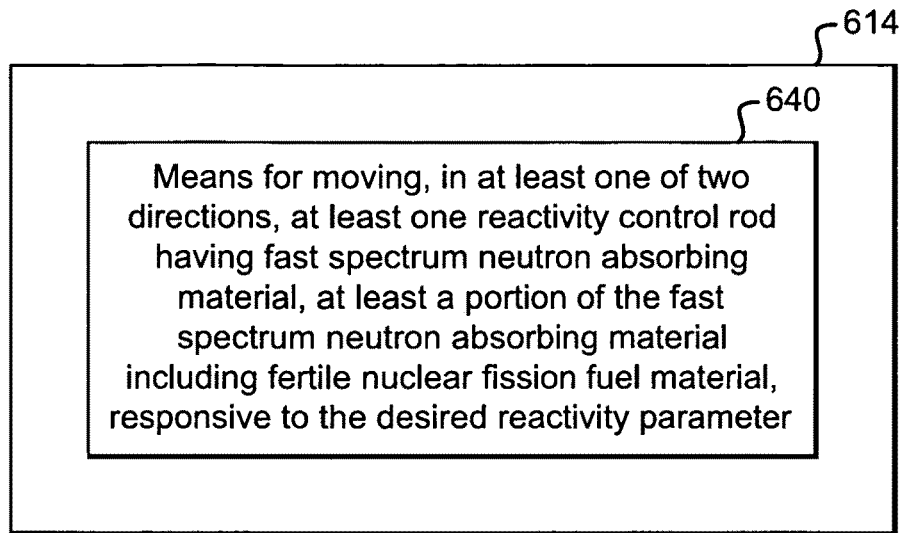 614
640
Means for moving, in at least one of two
directions, at least one reactivity control rod
having fast spectrum neutron absorbing
material, at least a portion of the fast
spectrum neutron absorbing material
including fertile nuclear fission fuel material,
responsive to the desired reactivity parameter